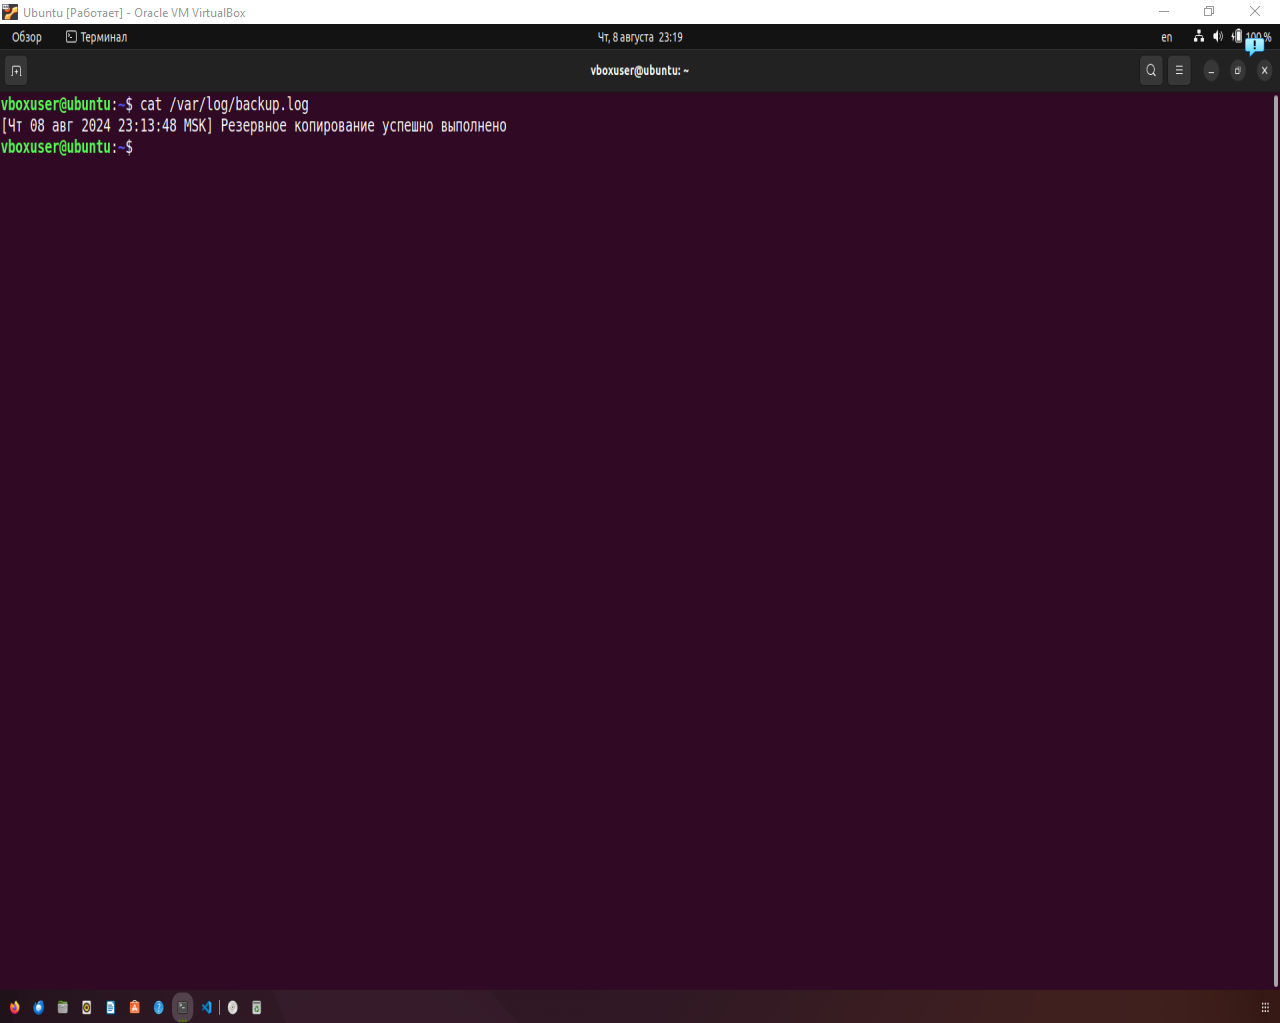 Ubuntu [Работает] - Oracle VM VirtualBox
Обзор Терминал Чт, 8 августа 23:19 en 100 %
vboxuser@ubuntu: ~
vboxuser@ubuntu:~$ cat /var/log/backup.log
[Чт 08 авг 2024 23:13:48 MSK] Резервное копирование успешно выполнено
vboxuser@ubuntu:~$